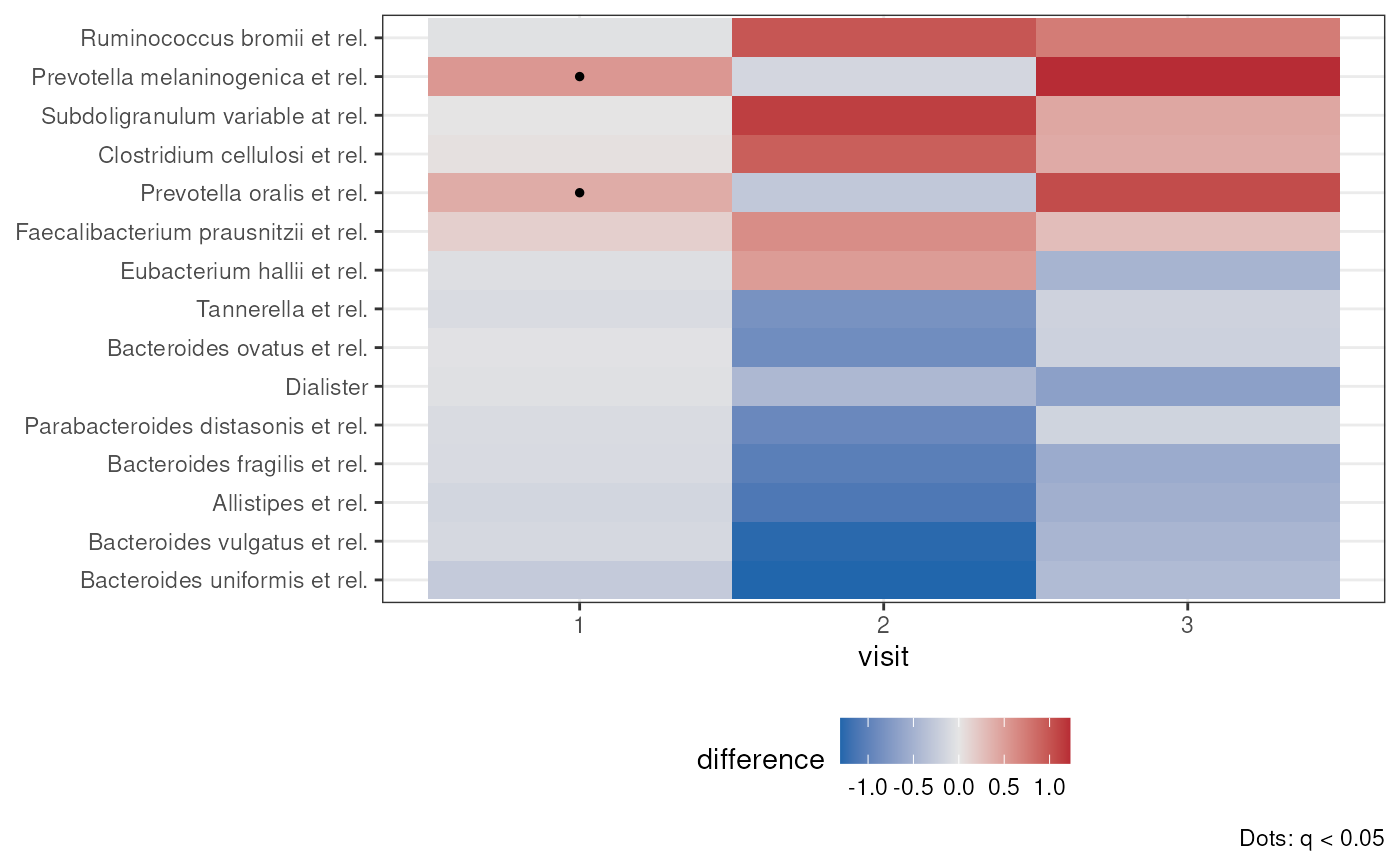 Ruminococcus bromii et rel.
Prevotella melaninogenica et rel.
Subdoligranulum variable at rel.
Clostridium cellulosi et rel.
Prevotella oralis et rel.
Faecalibacterium prausnitzii et rel.
Eubacterium hallii et rel.
Tannerella et rel.
Bacteroides ovatus et rel.
Dialister
Parabacteroides distasonis et rel.
Bacteroides fragilis et rel.
Allistipes et rel.
Bacteroides vulgatus et rel.
Bacteroides uniformis et rel.
1 2 3
visit
difference
-1.0 -0.5 0.0 0.5 1.0
Dots: q < 0.05